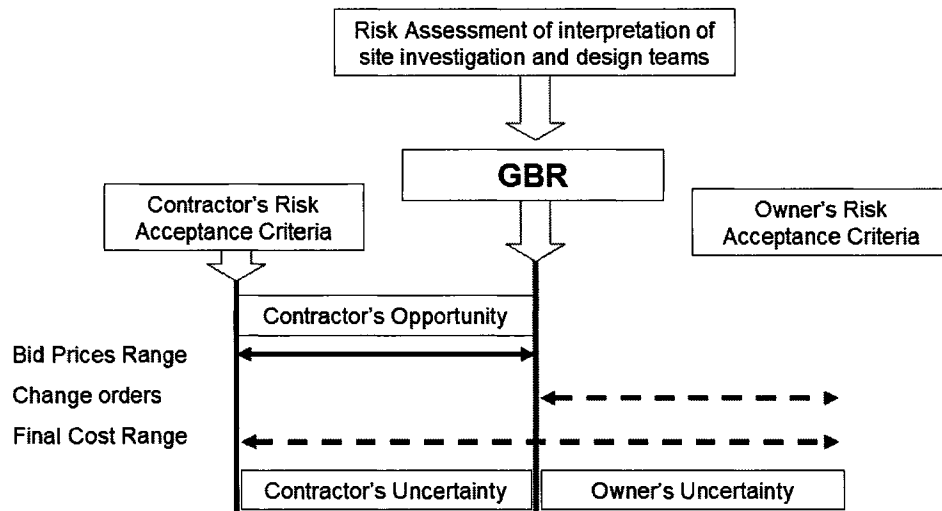 Risk Assessment of interpretation of
site investigation and design teams
GBR
Contractor's Risk
Acceptance Criteria
Owner's Risk
Acceptance Criteria
Contractor's Opportunity
Bid Prices Range
Change orders
Final Cost Range
Contractor's Uncertainty
Owner's Uncertainty